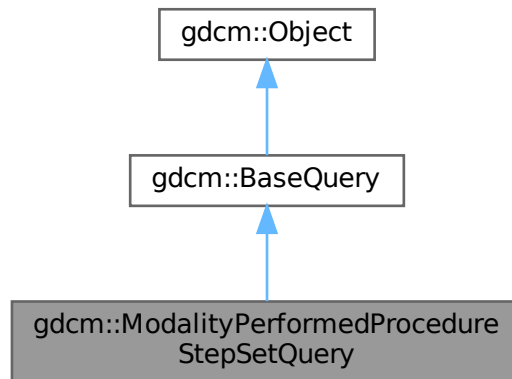 gdcm::Object
gdcm::BaseQuery
gdcm::ModalityPerformedProcedure
StepSetQuery